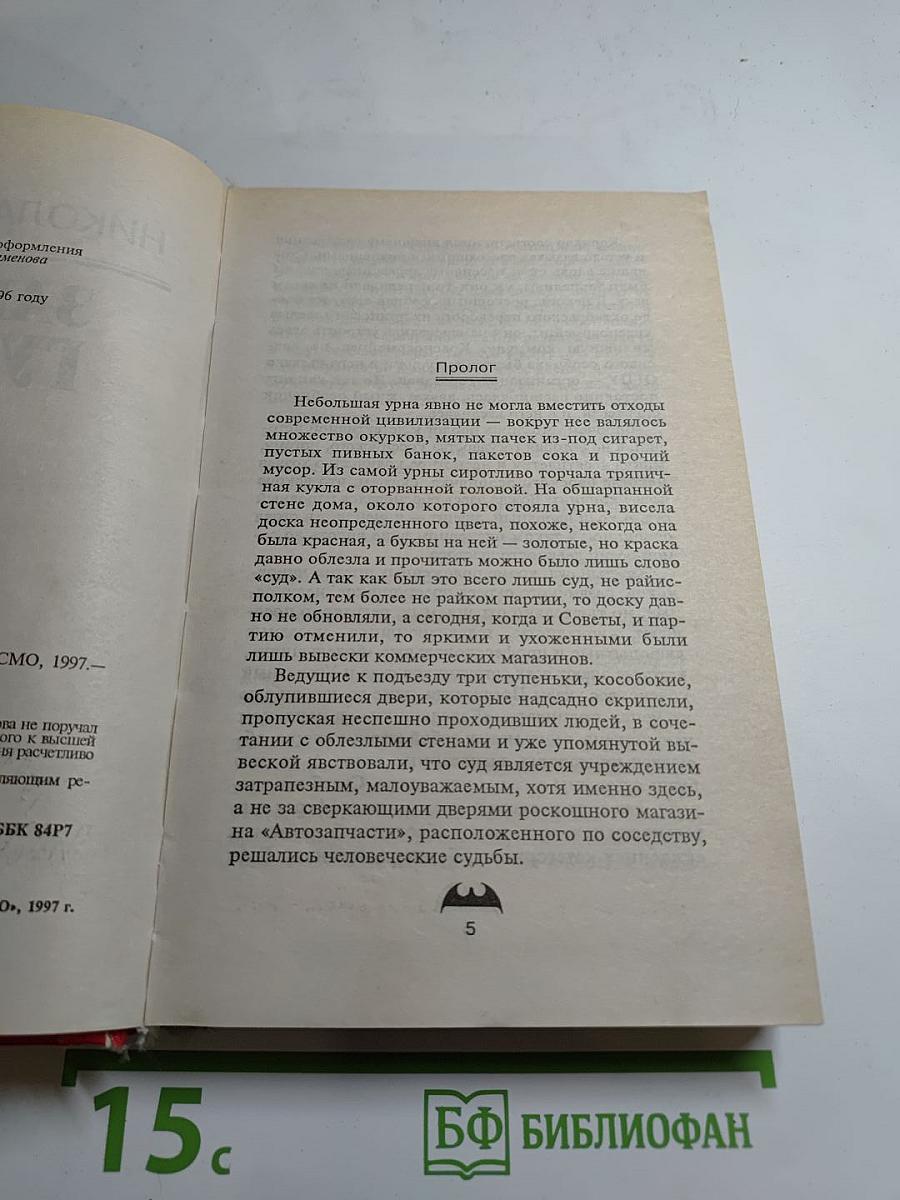 оформления
96 году
СМО, 1997.—
ва не поручал
ого к высшей
ня расчетливо
ляющим ре-
ББК 84Р7
О», 1997 г.
Пролог
Небольшая урна явно не могла вместить отходы
современной цивилизации — вокруг нее валялось
множество окурков, мятых пачек из-под сигарет,
пустых пивных банок, пакетов сока и прочий
мусор. Из самой урны сиротливо торчала тряпич-
ная кукла с оторванной головой. На обшарпанной
стене дома, около которого стояла урна, висела
доска неопределенного цвета, похоже, некогда она
была красная, а буквы на ней — золотые, но краска
давно облезла и прочитать можно было лишь слово
«суд». А так как был это всего лишь суд, не райис-
полком, тем более не райком партии, то доску дав-
но не обновляли, а сегодня, когда и Советы, и пар-
тию отменили, то яркими и ухоженными были
лишь вывески коммерческих магазинов.
Ведущие к подъезду три ступеньки, кособокие,
облупившиеся двери, которые надсадно скрипели,
пропуская неспешно проходивших людей, в соче-
тании с облезлыми стенами и уже упомянутой вы-
веской явствовали, что суд является учреждением
затрапезным, малоуважаемым, хотя именно здесь,
а не за сверкающими дверями роскошного магази-
на «Автозапчасти», расположенного по соседству,
решались человеческие судьбы.
5
15 с
БФ БИБЛИОФАН